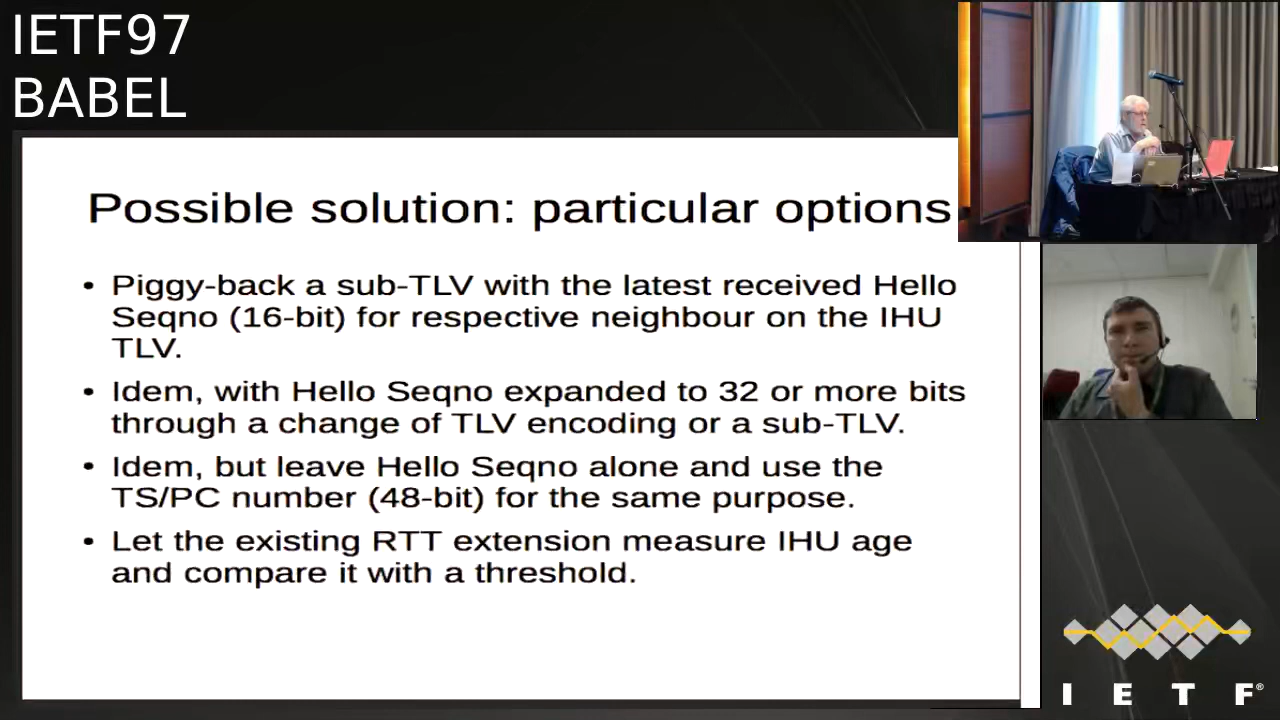 IETF97
BABEL
Possible solution: particular options
• Piggy-back a sub-TLV with the latest received Hello
Seqno (16-bit) for respective neighbour on the IHU
TLV.
• Idem, with Hello Seqno expanded to 32 or more bits
through a change of TLV encoding or a sub-TLV.
• Idem, but leave Hello Seqno alone and use the
TS/PC number (48-bit) for the same purpose.
• Let the existing RTT extension measure IHU age
and compare it with a threshold.
I E T F®